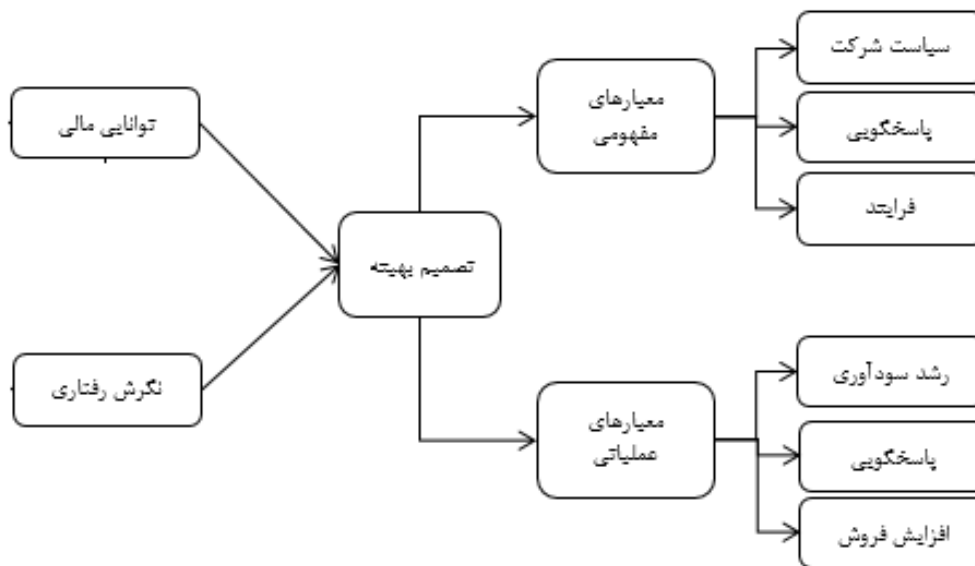 توانایی مالی
نگرش رفتاری
تصمیم بهینه
معیارهای
مفهومی
سیاست شرکت
پاسخگویی
فرایند
معیارهای
عملیاتی
رشد سودآوری
پاسخگویی
افزایش فروش